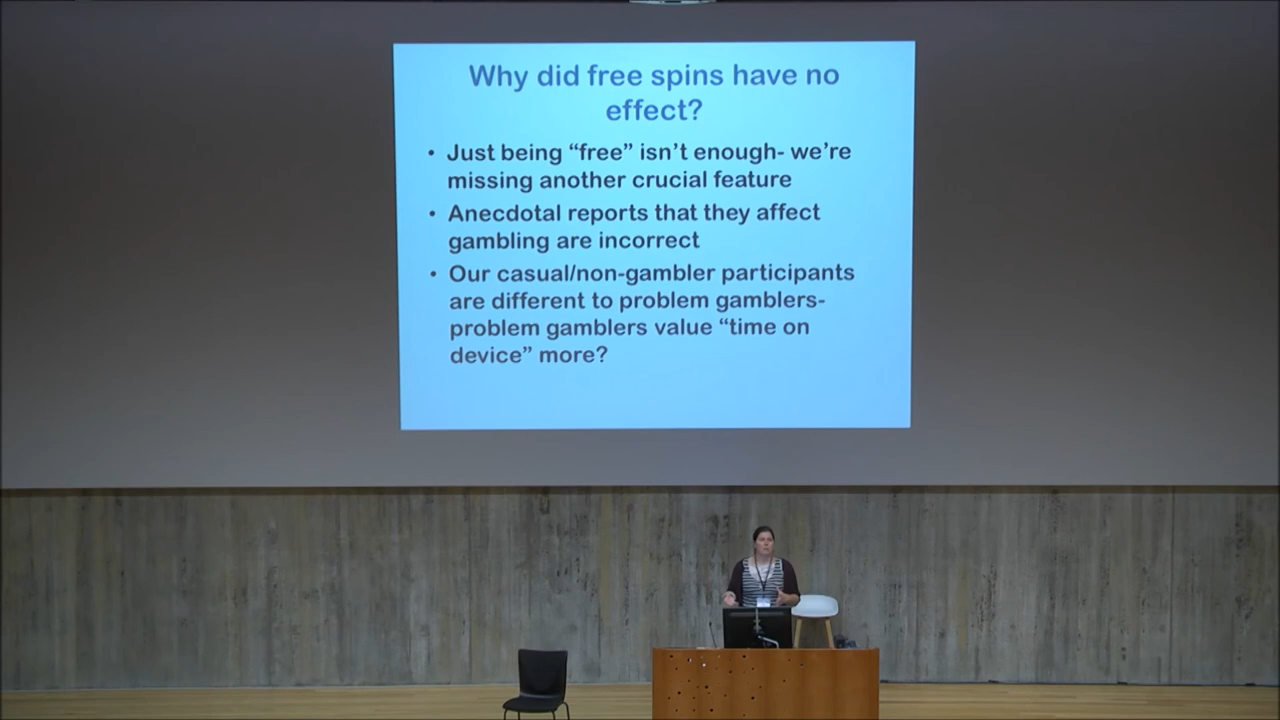 Why did free spins have no
effect?
• Just being “free” isn’t enough- we’re
missing another crucial feature
• Anecdotal reports that they affect
gambling are incorrect
• Our casual/non-gambler participants
are different to problem gamblers-
problem gamblers value “time on
device” more?